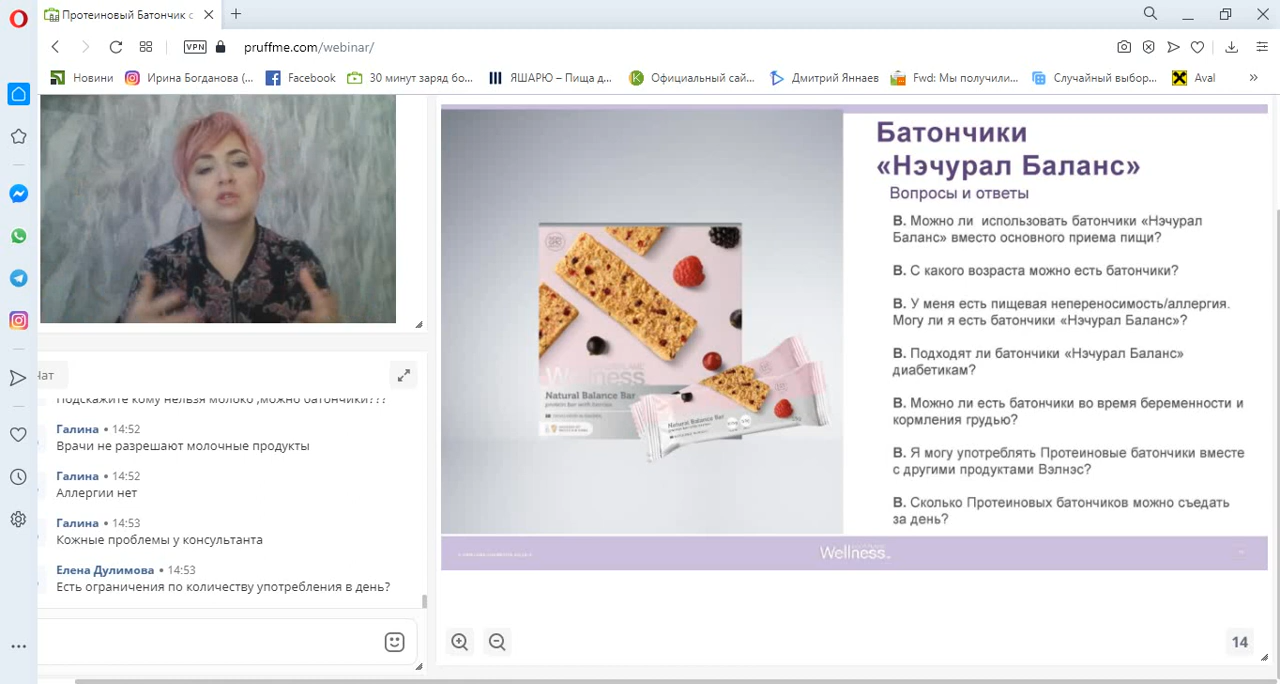 Протеиновый Батончик с
VPN
pruffme.com/webinar/
Новини
Ирина Богданова (...
Facebook
30 минут заряд бо...
ЯШАРЮ – Пища д...
Официальный сай...
Дмитрий Яннаев
Fwd: Мы получили...
Случайный выбор...
Aval
Подскажите кому нельзя молоко ,можно батончики???
Галина • 14:52
Врачи не разрешают молочные продукты
Галина • 14:52
Аллергии нет
Галина • 14:53
Кожные проблемы у консультанта
Елена Дулимова • 14:53
Есть ограничения по количеству употребления в день?
Wellness
Natural Balance Bar
protein bar with berries
Natural Balance Bar
Батончики
«Нэчурал Баланс»
Вопросы и ответы
В. Можно ли использовать батончики «Нэчурал
Баланс» вместо основного приема пищи?
В. С какого возраста можно есть батончики?
В. У меня есть пищевая непереносимость/аллергия.
Могу ли я есть батончики «Нэчурал Баланс»?
В. Подходят ли батончики «Нэчурал Баланс»
диабетикам?
В. Можно ли есть батончики во время беременности и
кормления грудью?
В. Я могу употреблять Протеиновые батончики вместе
с другими продуктами Вэлнэс?
В. Сколько Протеиновых батончиков можно съедать
за день?
Wellness
14